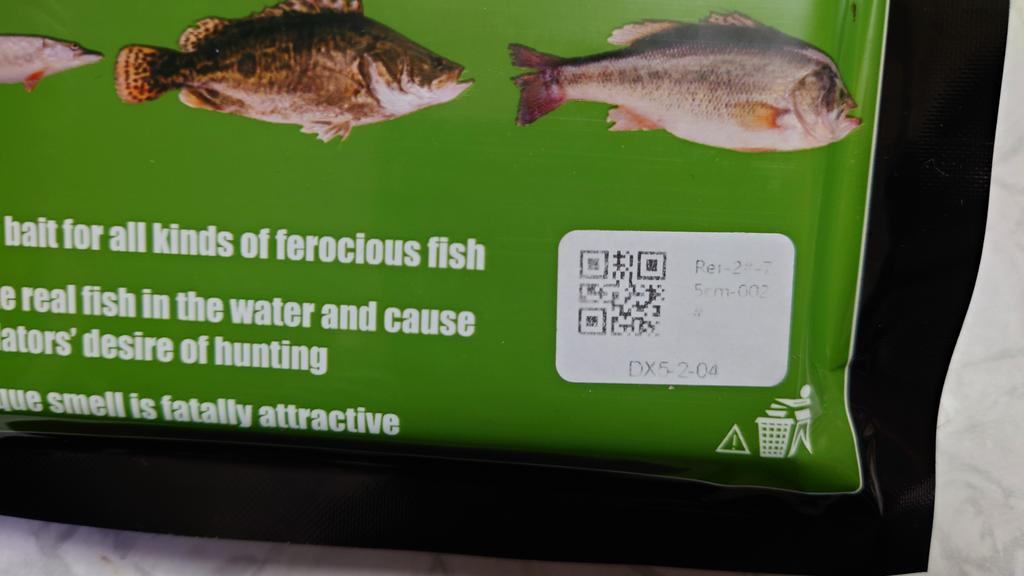 bait for all kinds of ferocious fish
e real fish in the water and cause
lators' desire of hunting
que smell is fatally attractive
Rei-2#-7
5cm-002
#
DX5-2-04